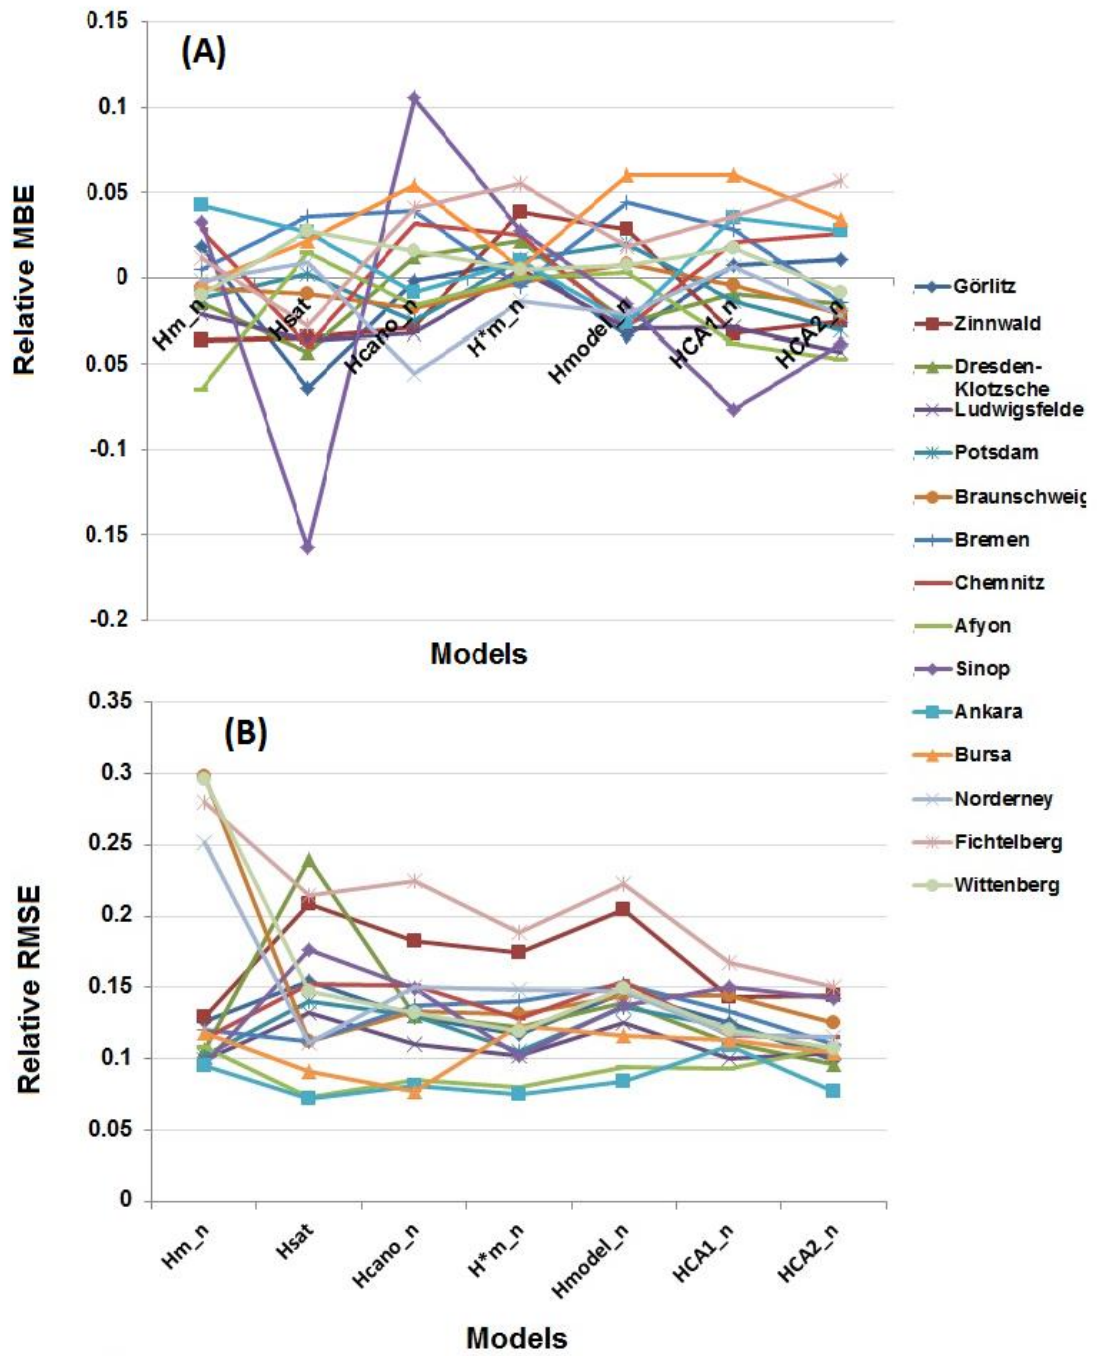 0.15
(A)
0.1
0.05
0
0.05
-0.1
0.15
-0.2
Relative MBE
Hm_n
Hsat
Hcano_n
H*m_n
Hmodel_n
HCA1_n
HCA2_n
Models
Görlitz
Zinnwald
Dresden-
Klotzsche
Ludwigsfelde
Potsdam
Braunschweig
Bremen
Chemnitz
Afyon
Sinop
Ankara
Bursa
Norderney
Fichtelberg
Wittenberg
0.35
(B)
0.3
0.25
0.2
0.15
0.1
0.05
0
Relative RMSE
Hm_n
Hsat
Hcano_n
H*m_n
Hmodel_n
HCA1_n
HCA2_n
Models